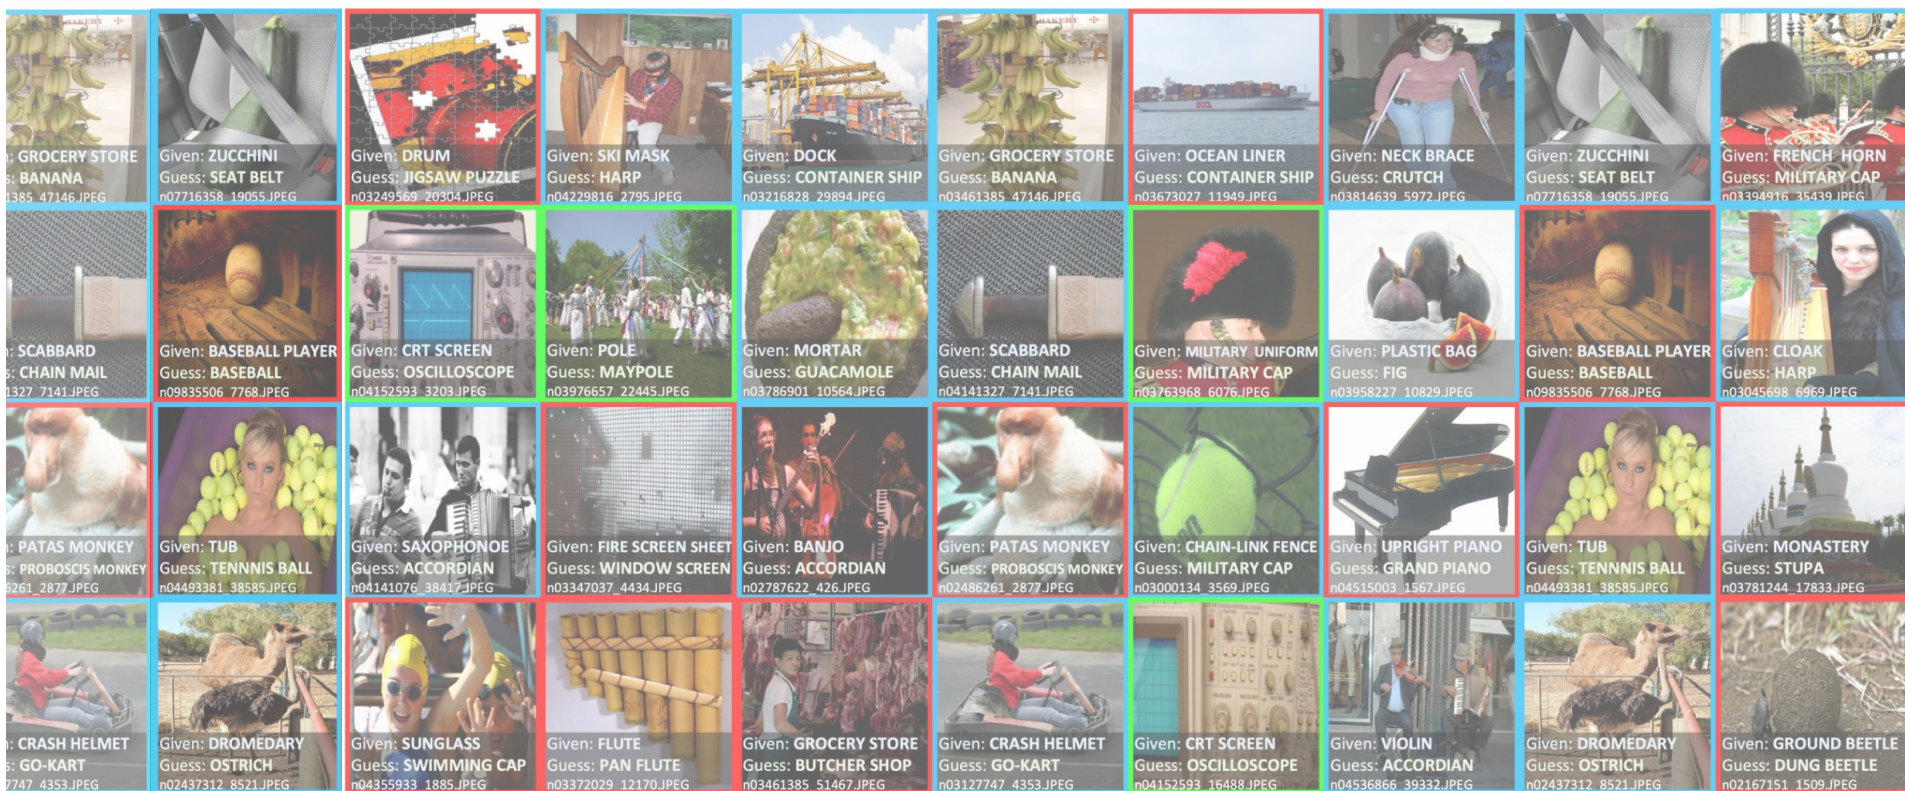 BAKERY
BAKERY
: GROCERY STORE
s: BANANA
1385_47146.JPEG
Given: ZUCCHINI
Guess: SEAT BELT
n07716358_19055.JPEG
Given: DRUM
Guess: JIGSAW PUZZLE
n03249569_20304.JPEG
Given: SKI MASK
Guess: HARP
n04229816_2795.JPEG
Given: DOCK
Guess: CONTAINER SHIP
n03216828_29894.JPEG
Given: GROCERY STORE
Guess: BANANA
n03461385_47146.JPEG
OOCL
Given: OCEAN LINER
Guess: CONTAINER SHIP
n03673027_11949.JPEG
Given: NECK BRACE
Guess: CRUTCH
n03814639_5972.JPEG
Given: ZUCCHINI
Guess: SEAT BELT
n07716358_19055.JPEG
Given: FRENCH HORN
Guess: MILITARY CAP
n03394916_35439.JPEG
: SCABBARD
s: CHAIN MAIL
1327_7141.JPEG
Given: BASEBALL PLAYER
Guess: BASEBALL
n09835506_7768.JPEG
Given: CRT SCREEN
Guess: OSCILLOSCOPE
n04152593_3203.JPEG
Given: POLE
Guess: MAYPOLE
n03976657_22445.JPEG
Given: MORTAR
Guess: GUACAMOLE
n03786901_10564.JPEG
Given: SCABBARD
Guess: CHAIN MAIL
n04141327_7141.JPEG
Given: MILITARY UNIFORM
Guess: MILITARY CAP
n03763968_6076.JPEG
Given: PLASTIC BAG
Guess: FIG
n03958227_10829.JPEG
Given: BASEBALL PLAYER
Guess: BASEBALL
n09835506_7768.JPEG
Given: CLOAK
Guess: HARP
n03045698_6969.JPEG
: PATAS MONKEY
s: PROBOSCIS MONKEY
6261_2877.JPEG
Given: TUB
Guess: TENNNIS BALL
n04493381_38585.JPEG
Given: SAXOPHONOE
Guess: ACCORDIAN
n04141076_38417.JPEG
Given: FIRE SCREEN SHEET
Guess: WINDOW SCREEN
n03347037_4434.JPEG
Given: BANJO
Guess: ACCORDIAN
n02787622_426.JPEG
Given: PATAS MONKEY
Guess: PROBOSCIS MONKEY
n02486261_2877.JPEG
Given: CHAIN-LINK FENCE
Guess: MILITARY CAP
n03000134_3569.JPEG
Given: UPRIGHT PIANO
Guess: GRAND PIANO
n04515003_1567.JPEG
Given: TUB
Guess: TENNNIS BALL
n04493381_38585.JPEG
Given: MONASTERY
Guess: STUPA
n03781244_17833.JPEG
: CRASH HELMET
s: GO-KART
7747_4353.JPEG
Given: DROMEDARY
Guess: OSTRICH
n02437312_8521.JPEG
Given: SUNGLASS
Guess: SWIMMING CAP
n04355933_1885.JPEG
Given: FLUTE
Guess: PAN FLUTE
n03372029_12170.JPEG
Given: GROCERY STORE
Guess: BUTCHER SHOP
n03461385_51467.JPEG
Given: CRASH HELMET
Guess: GO-KART
n03127747_4353.JPEG
Given: CRT SCREEN
Guess: OSCILLOSCOPE
n04152593_16488.JPEG
Given: VIOLIN
Guess: ACCORDIAN
n04536866_39332.JPEG
Given: DROMEDARY
Guess: OSTRICH
n02437312_8521.JPEG
Given: GROUND BEETLE
Guess: DUNG BEETLE
n02167151_1509.JPEG